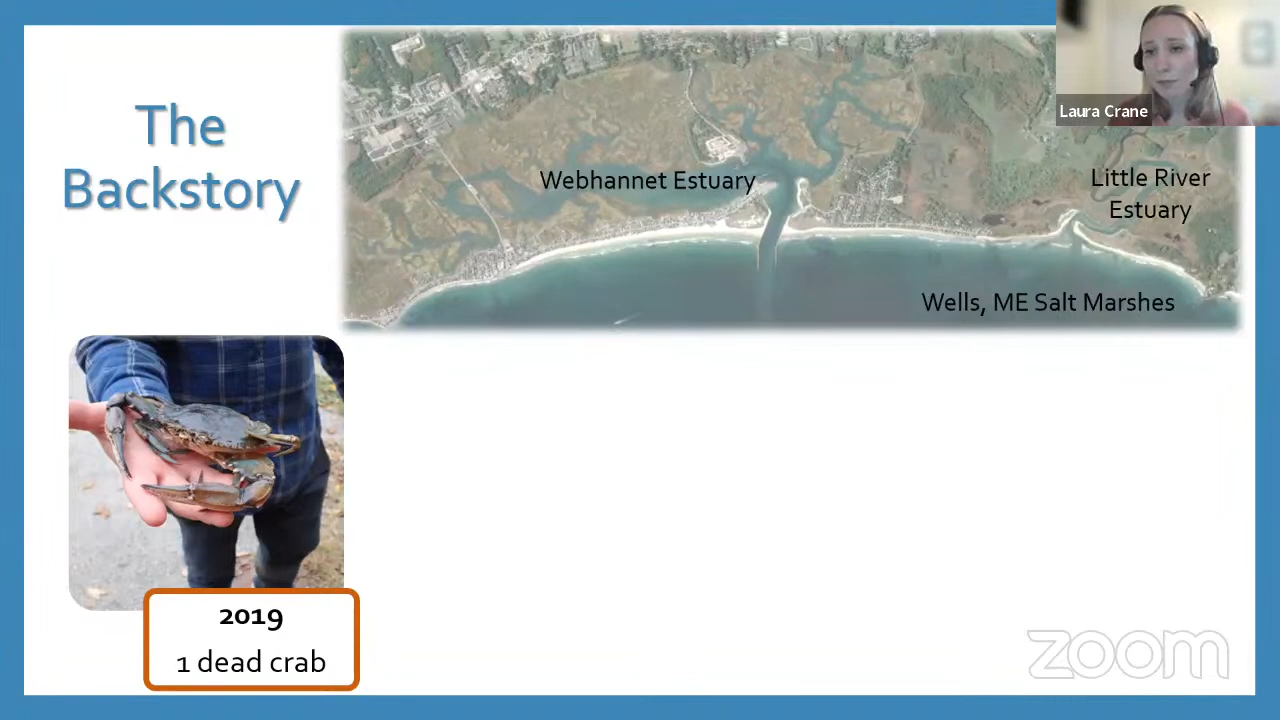 The
Backstory
Webhannet Estuary
Little River
Estuary
Wells, ME Salt Marshes
Laura Crane
2019
1 dead crab
zoom